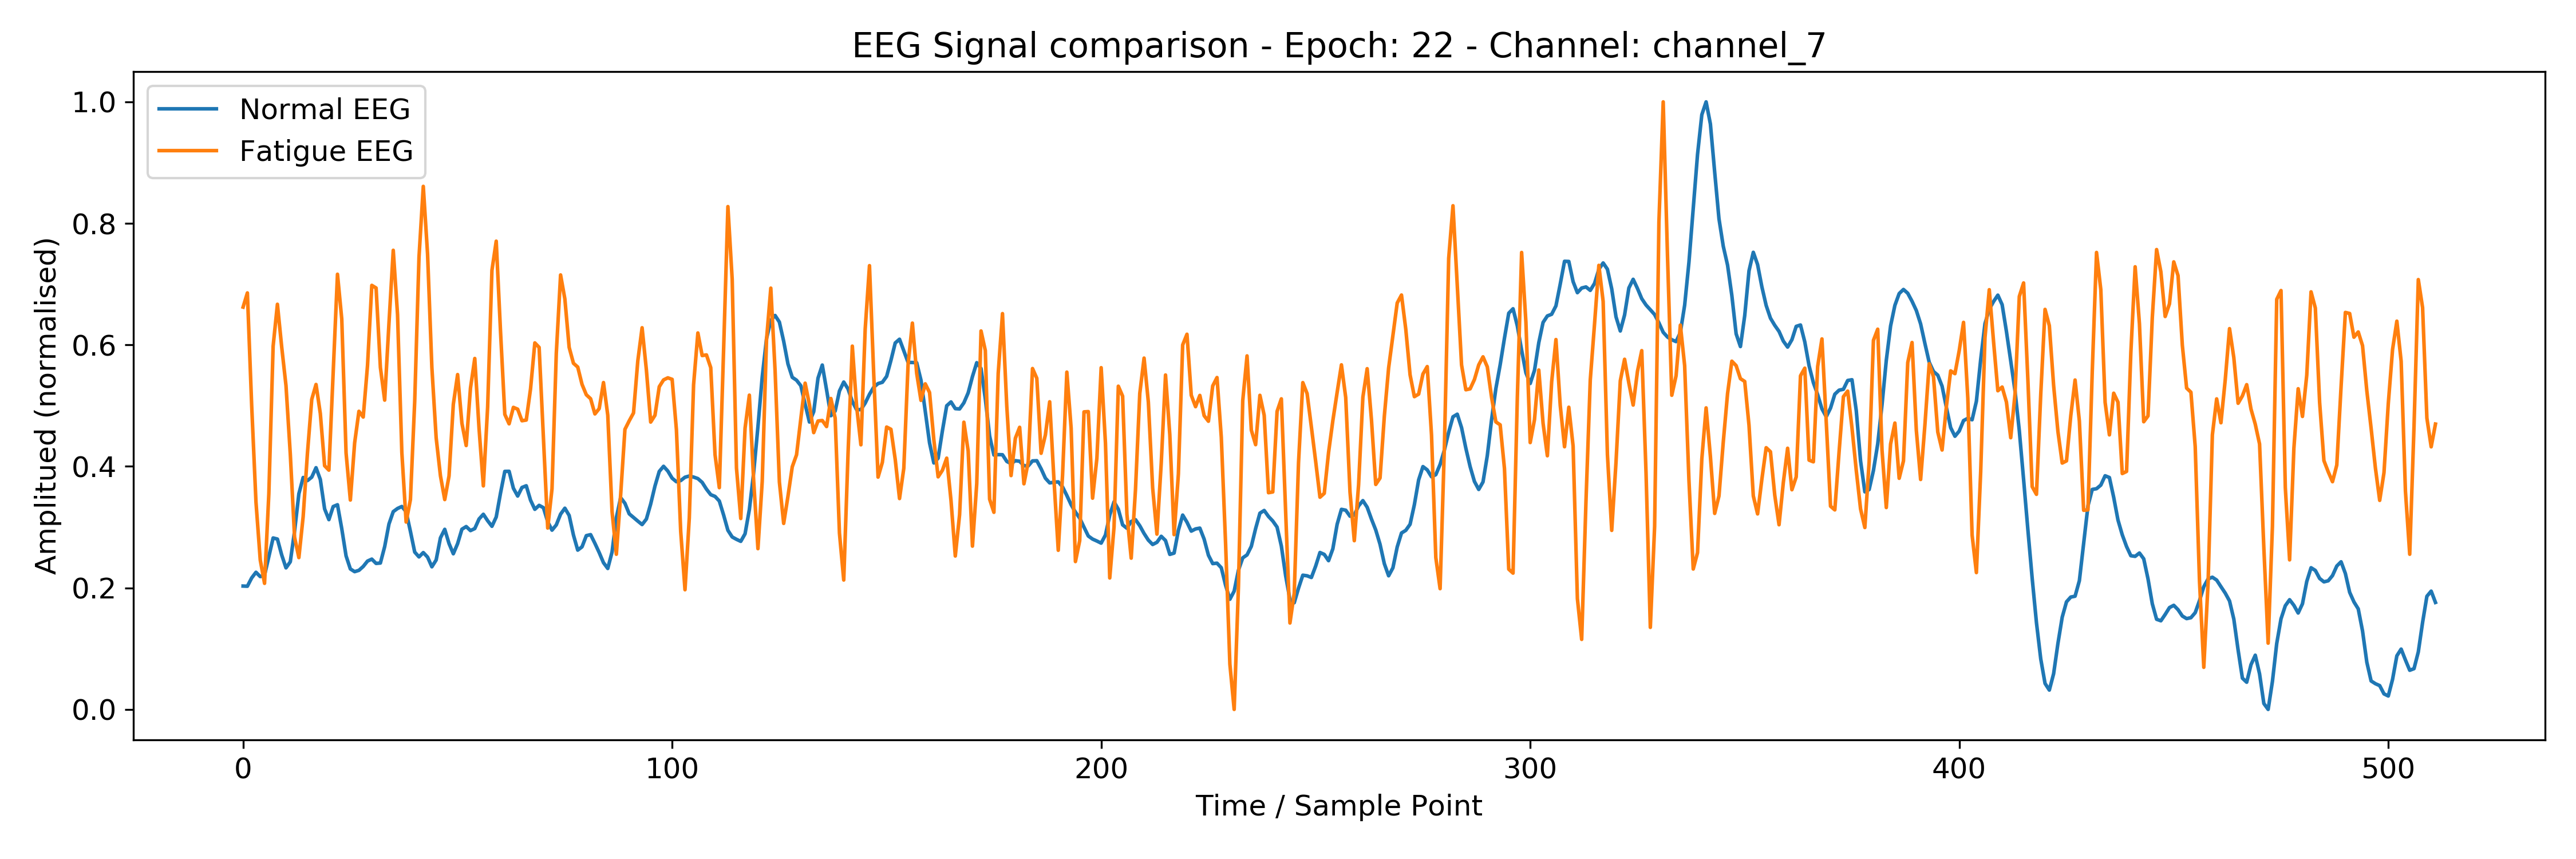 EEG Signal comparison - Epoch: 22 - Channel: channel_7
Normal EEG
Fatigue EEG
Amplitued (normalised)
1.0
0.8
0.6
0.4
0.2
0.0
0 100 200 300 400 500
Time / Sample Point